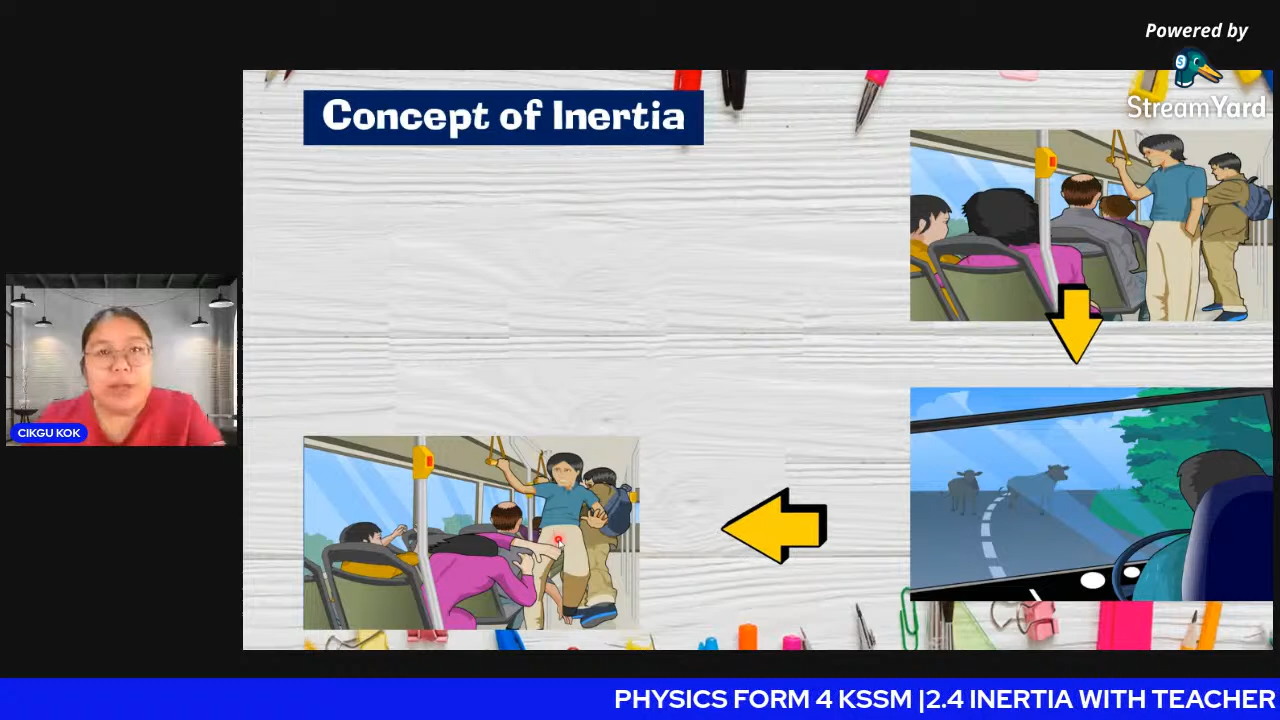 Powered by
StreamYard
Concept of Inertia
CIKGU KOK
PHYSICS FORM 4 KSSM |2.4 INERTIA WITH TEACHER